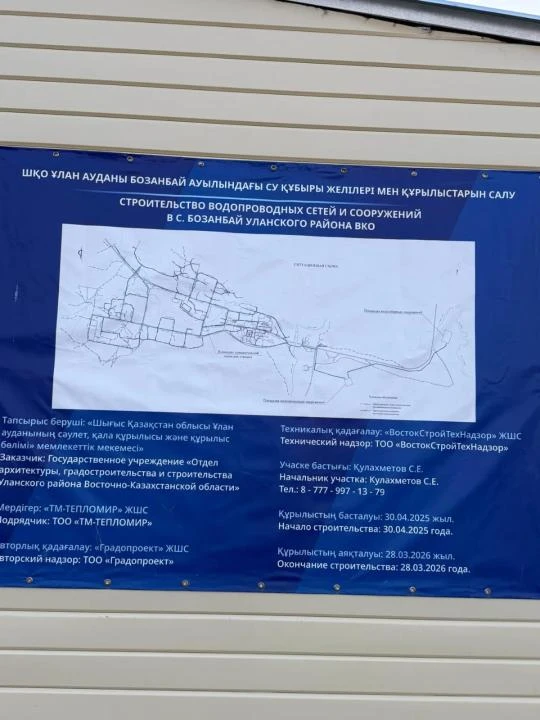 ШҚО ҰЛАН АУДАНЫ БОЗАНБАЙ АУЫЛЫНДАҒЫ СУ ҚҰБЫРЫ ЖЕЛІЛЕРІ МЕН ҚҰРЫЛЫСТАРЫН САЛУ
СТРОИТЕЛЬСТВО ВОДОПРОВОДНЫХ СЕТЕЙ И СООРУЖЕНИЙ
В С. БОЗАНБАЙ УЛАНСКОГО РАЙОНА ВКО
СИТУАЦИОННАЯ СХЕМА
Тапсырыс беруші: «Шығыс Қазақстан облысы Ұлан
ауданының сәулет, қала құрылысы және құрылыс
бөлімі» мемлекеттік мекемесі»
Заказчик: Государственное учреждение «Отдел
архитектуры, градостроительства и строительства
Уланского района Восточно-Казахстанской области»
Мердігер: «ТМ-ТЕПЛОМИР» ЖШС
Подрядчик: ТОО «ТМ-ТЕПЛОМИР»
вторлық қадағалау: «Градопроект» ЖШС
вторский надзор: ТОО «Градопроект»
Техникалық қадағалау: «ВостокСтройТехНадзор» ЖШС
Технический надзор: ТОО «ВостокСтройТехНадзор»
Учаске бастығы: Кулахметов С.Е.
Начальник участка: Кулахметов С.Е.
Тел.: 8 - 777 - 997 - 13 - 79
Құрылыстың басталуы: 30.04.2025 жыл.
Начало строительства: 30.04.2025 года.
Құрылыстың аяқталуы: 28.03.2026 жыл.
Окончание строительства: 28.03.2026 года.